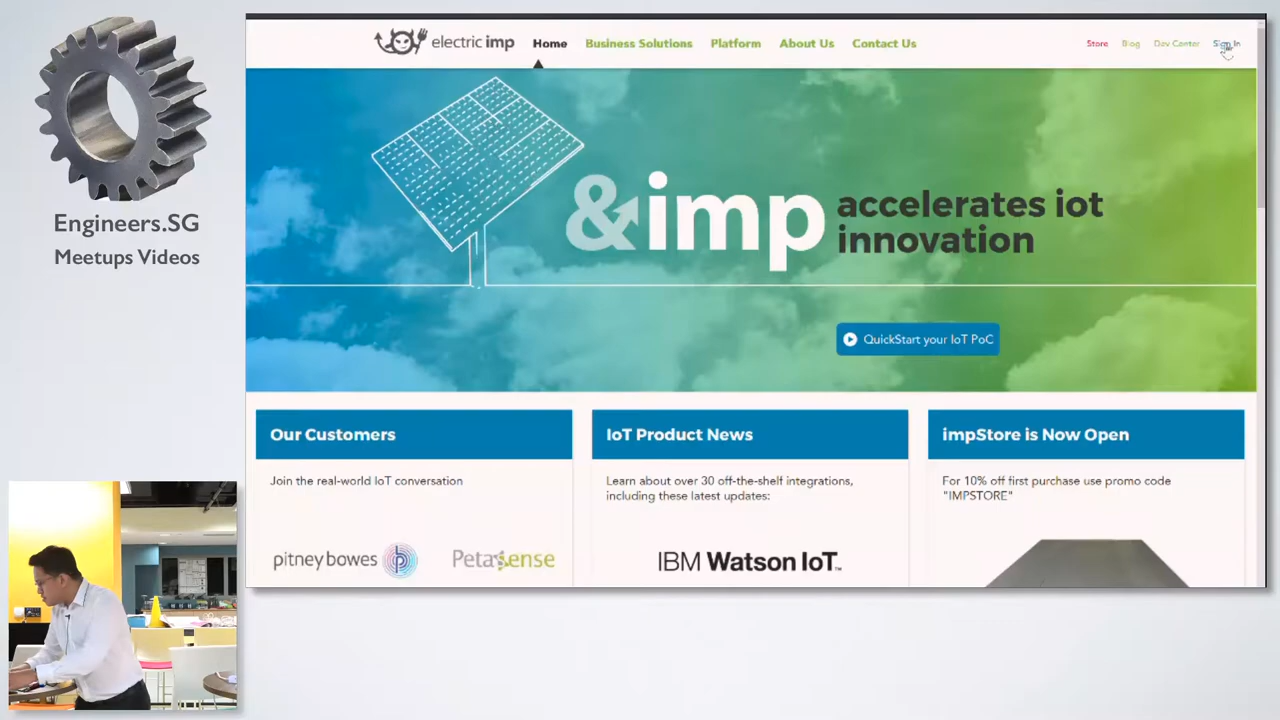 Engineers.SG
Meetups Videos
electric imp
Home
Business Solutions
Platform
About Us
Contact Us
Store
Blog
Dev Center
Sign In
&imp
accelerates iot
innovation
QuickStart your IoT PoC
Our Customers
Join the real-world IoT conversation
pitney bowes
Petasense
IoT Product News
Learn about over 30 off-the-shelf integrations,
including these latest updates:
IBM Watson IoT™
impStore is Now Open
For 10% off first purchase use promo code
"IMPSTORE"